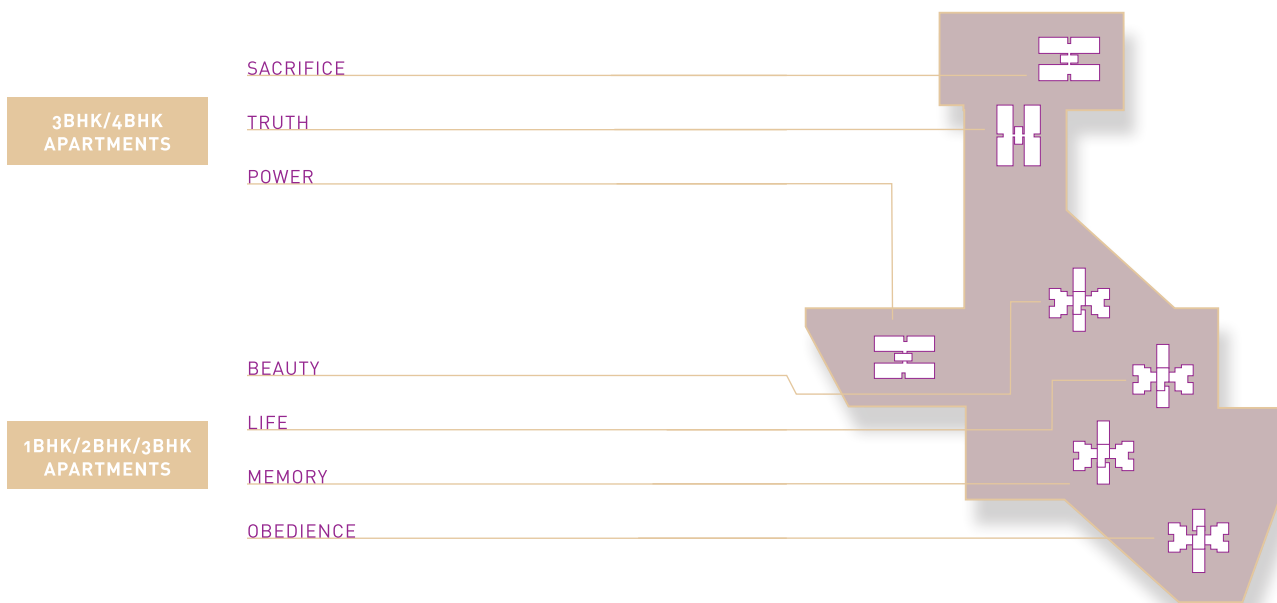 3BHK/4BHK
APARTMENTS
SACRIFICE
TRUTH
POWER
1BHK/2BHK/3BHK
APARTMENTS
BEAUTY
LIFE
MEMORY
OBEDIENCE